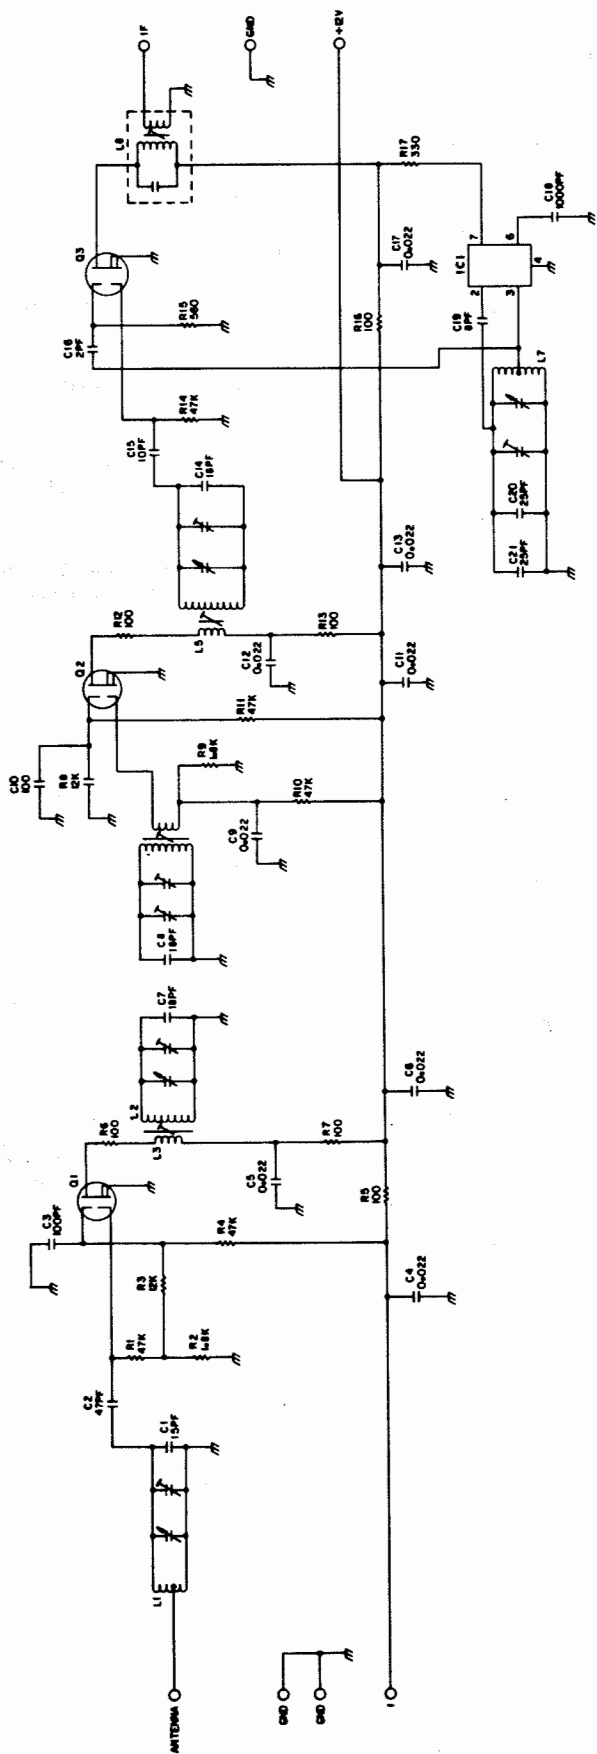 ANTENNA
L1
C1
15PF
C2
47PF
R1
47K
R2
1.8K
R3
12K
C3
100PF
Q1
R4
47K
R6
100
L3
L2
C5
0.022
R7
100
C7
18PF
C8
18PF
C10
100
R8
12K
Q2
R9
1.8K
C9
0.022
R10
47K
R11
47K
R12
100
L5
C12
0.022
R13
100
C14
18PF
C15
10PF
R14
47K
C16
2PF
R15
560
Q3
L6
IF
GND
+12V
GND
GND
1
C4
0.022
R5
100
C6
0.022
C11
0.022
C13
0.022
R16
100
C17
0.022
R17
330
C21
25PF
C20
25PF
L7
C19
8PF
2
3
IC1
7
6
4
C18
1000PF